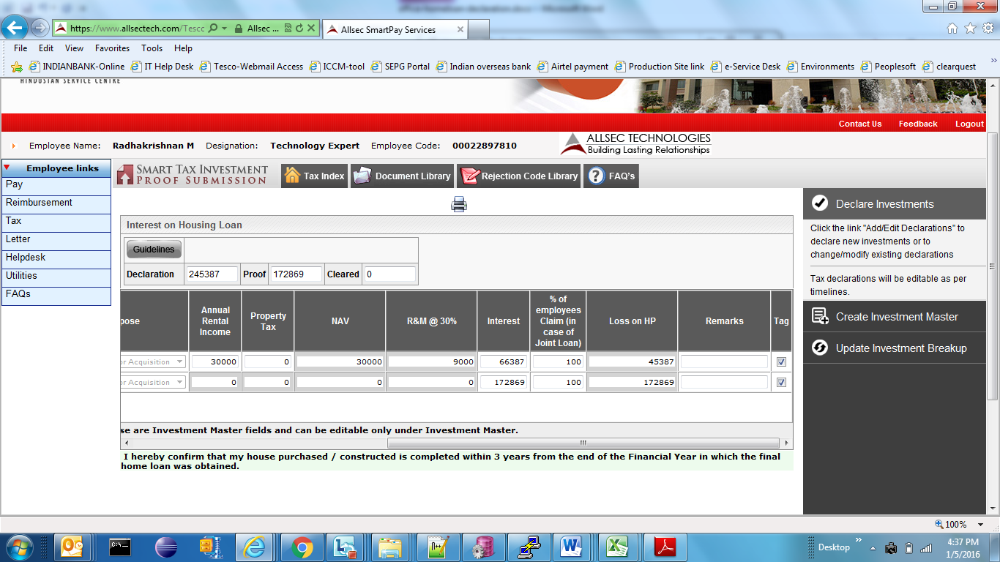 https://www.allsectech.com/Tescc
Allsec ...
Allsec SmartPay Services
File Edit View Favorites Tools Help
INDIANBANK-Online IT Help Desk Tesco-Webmail Access ICCM-tool SEPG Portal Indian overseas bank Airtel payment Production Site link e-Service Desk Environments Peoplesoft clearquest
HINDUSTAN SERVICE CENTRE
Contact Us Feedback Logout
Employee Name: Radhakrishnan M Designation: Technology Expert Employee Code: 00022897810
ALLSEC TECHNOLOGIES
Building Lasting Relationships
Employee links
Pay
Reimbursement
Tax
Letter
Helpdesk
Utilities
FAQs
SMART TAX INVESTMENT
PROOF SUBMISSION
Tax Index Document Library Rejection Code Library FAQ's
Interest on Housing Loan
Guidelines
Declaration 245387 Proof 172869 Cleared 0
pose
Annual Rental Income
Property Tax
NAV
R&M @ 30%
Interest
% of employees Claim (in case of Joint Loan)
Loss on HP
Remarks
Tag
or Acquisition 30000 0 30000 9000 66387 100 45387
or Acquisition 0 0 0 0 172869 100 172869
se are Investment Master fields and can be editable only under Investment Master.
I hereby confirm that my house purchased / constructed is completed within 3 years from the end of the Financial Year in which the final
home loan was obtained.
Declare Investments
Click the link "Add/Edit Declarations" to
declare new investments or to
change/modify existing declarations
Tax declarations will be editable as per
timelines.
Create Investment Master
Update Investment Breakup
100%
Desktop
4:37 PM
1/5/2016